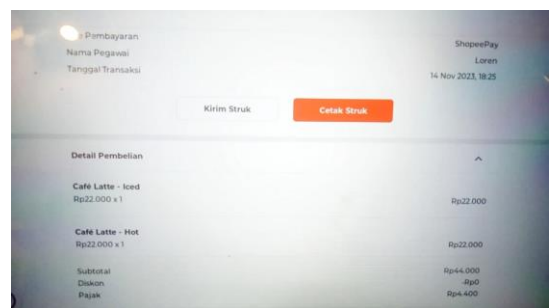 Pembayaran ShopeePay
Nama Pegawai Loren
Tanggal Transaksi 14 Nov 2023, 18:25
Kirim Struk Cetak Struk
Detail Pembelian
Café Latte - Iced
Rp22.000 x 1 Rp22.000
Café Latte - Hot
Rp22.000 x 1 Rp22.000
Subtotal Rp44.000
Diskon -Rp0
Pajak Rp4.400